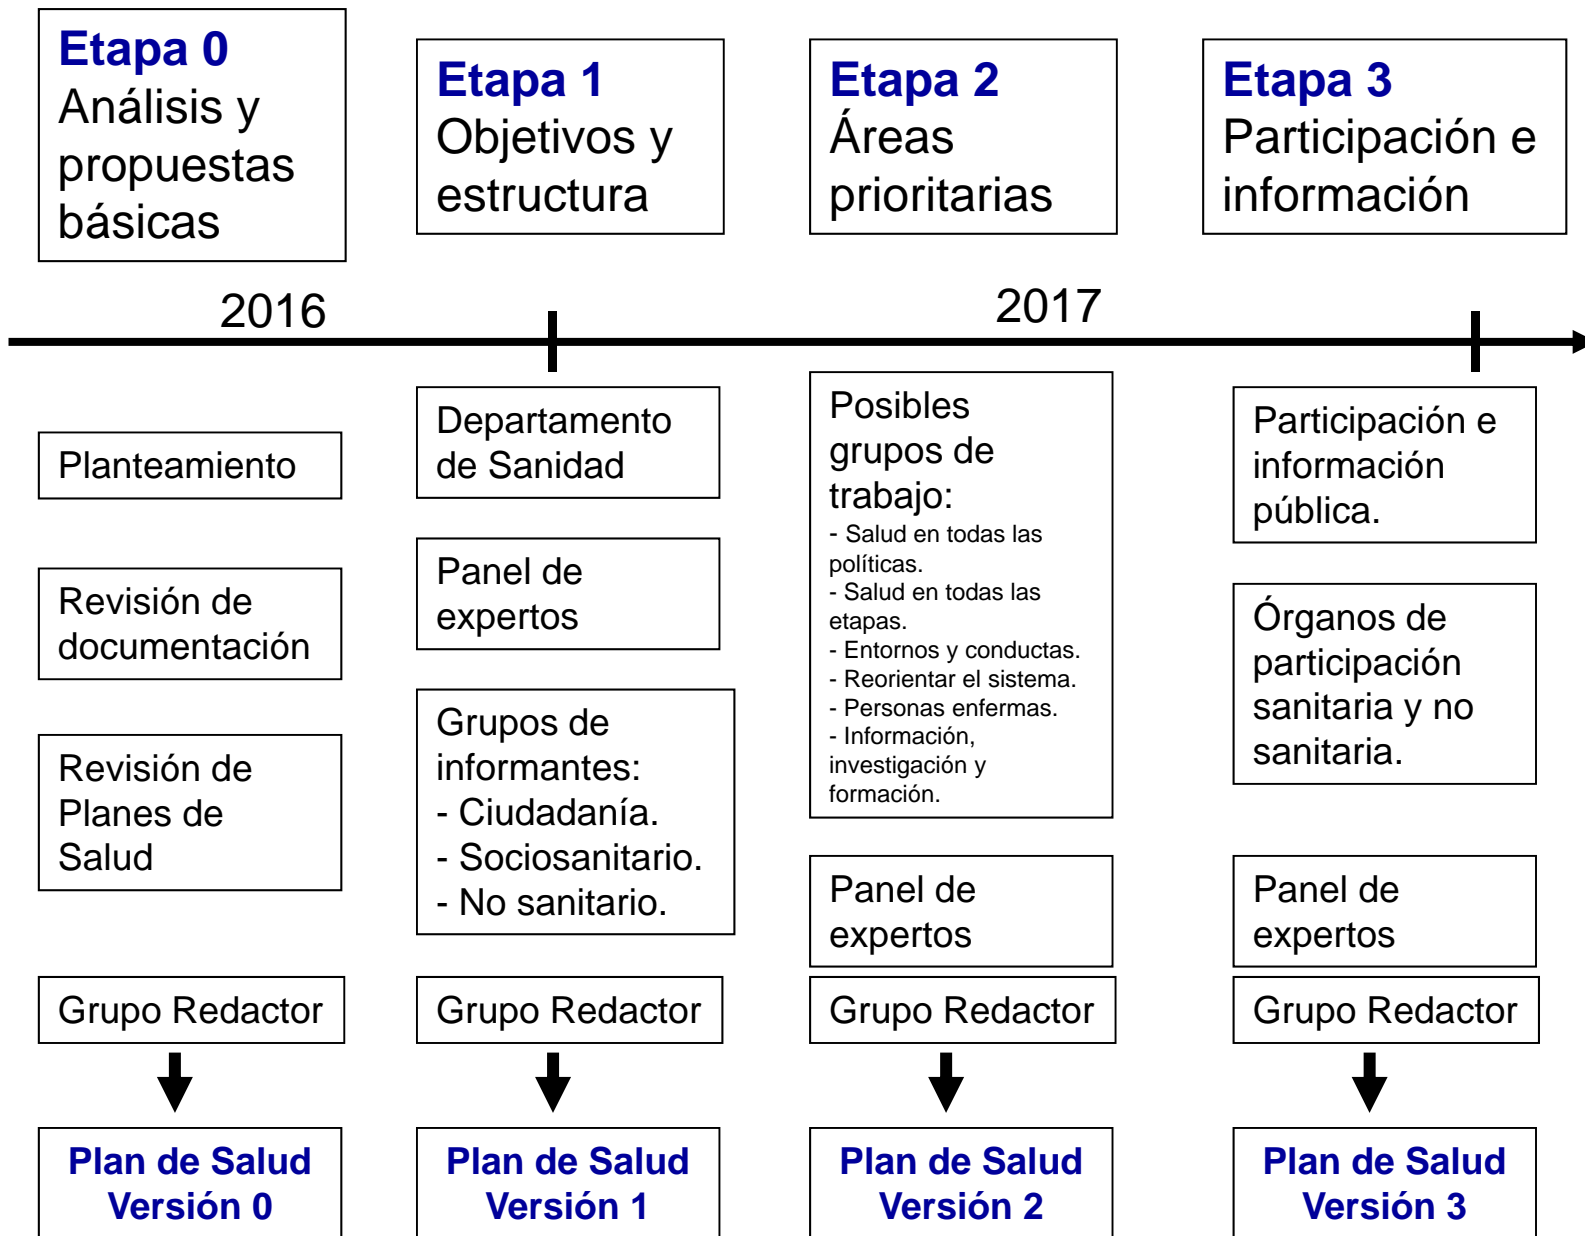 Etapa 0
Análisis y
propuestas
básicas
Etapa 1
Objetivos y
estructura
Etapa 2
Áreas
prioritarias
Etapa 3
Participación e
información
2016
2017
Planteamiento
Revisión de
documentación
Revisión de
Planes de
Salud
Grupo Redactor
Plan de Salud
Versión 0
Departamento
de Sanidad
Panel de
expertos
Grupos de
informantes:
- Ciudadanía.
- Sociosanitario.
- No sanitario.
Grupo Redactor
Plan de Salud
Versión 1
Posibles
grupos de
trabajo:
- Salud en todas las
políticas.
- Salud en todas las
etapas.
- Entornos y conductas.
- Reorientar el sistema.
- Personas enfermas.
- Información,
investigación y
formación.
Panel de
expertos
Grupo Redactor
Plan de Salud
Versión 2
Participación e
información
pública.
Órganos de
participación
sanitaria y no
sanitaria.
Panel de
expertos
Grupo Redactor
Plan de Salud
Versión 3